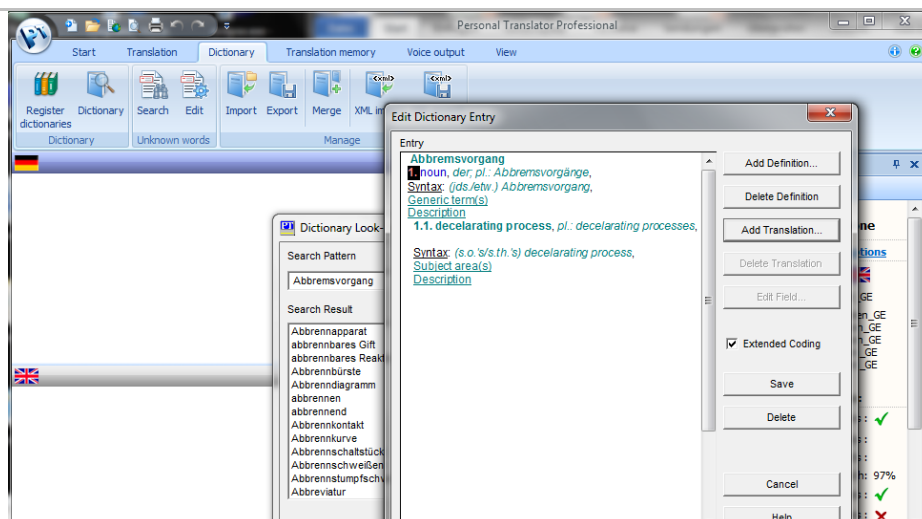 Personal Translator Professional
Start Translation Dictionary Translation memory Voice output View
Register dictionaries Dictionary Search Edit Import Export Merge XML im
<xml> <xml>
Dictionary Unknown words Manage
Edit Dictionary Entry
Entry
Abbremsvorgang
1. noun, der; pl.: Abbremsvorgänge,
Syntax: (jds./etw.) Abbremsvorgang,
Generic term(s)
Description
1.1. decelarating process, pl.: decelarating processes,
Syntax: (s.o.'s/s.th.'s) decelarating process,
Subject area(s)
Description
Add Definition...
Delete Definition
Add Translation...
Delete Translation
Edit Field...
Extended Coding
Save
Delete
Cancel
Help
Dictionary Look-
Search Pattern
Abbremsvorgang
Search Result
Abbrennapparat
abbrennbares Gift
abbrennbares Reakt
Abbrennbürste
Abbrenndiagramm
abbrennen
abbrennend
Abbrennkontakt
Abbrennkurve
Abbrennschaltstück
Abbrennschweißen
Abbrennstumpfschw
Abbreviatur
ne
tions
GE
en_GE
n_GE
n_GE
_GE
_GE
h: 97%